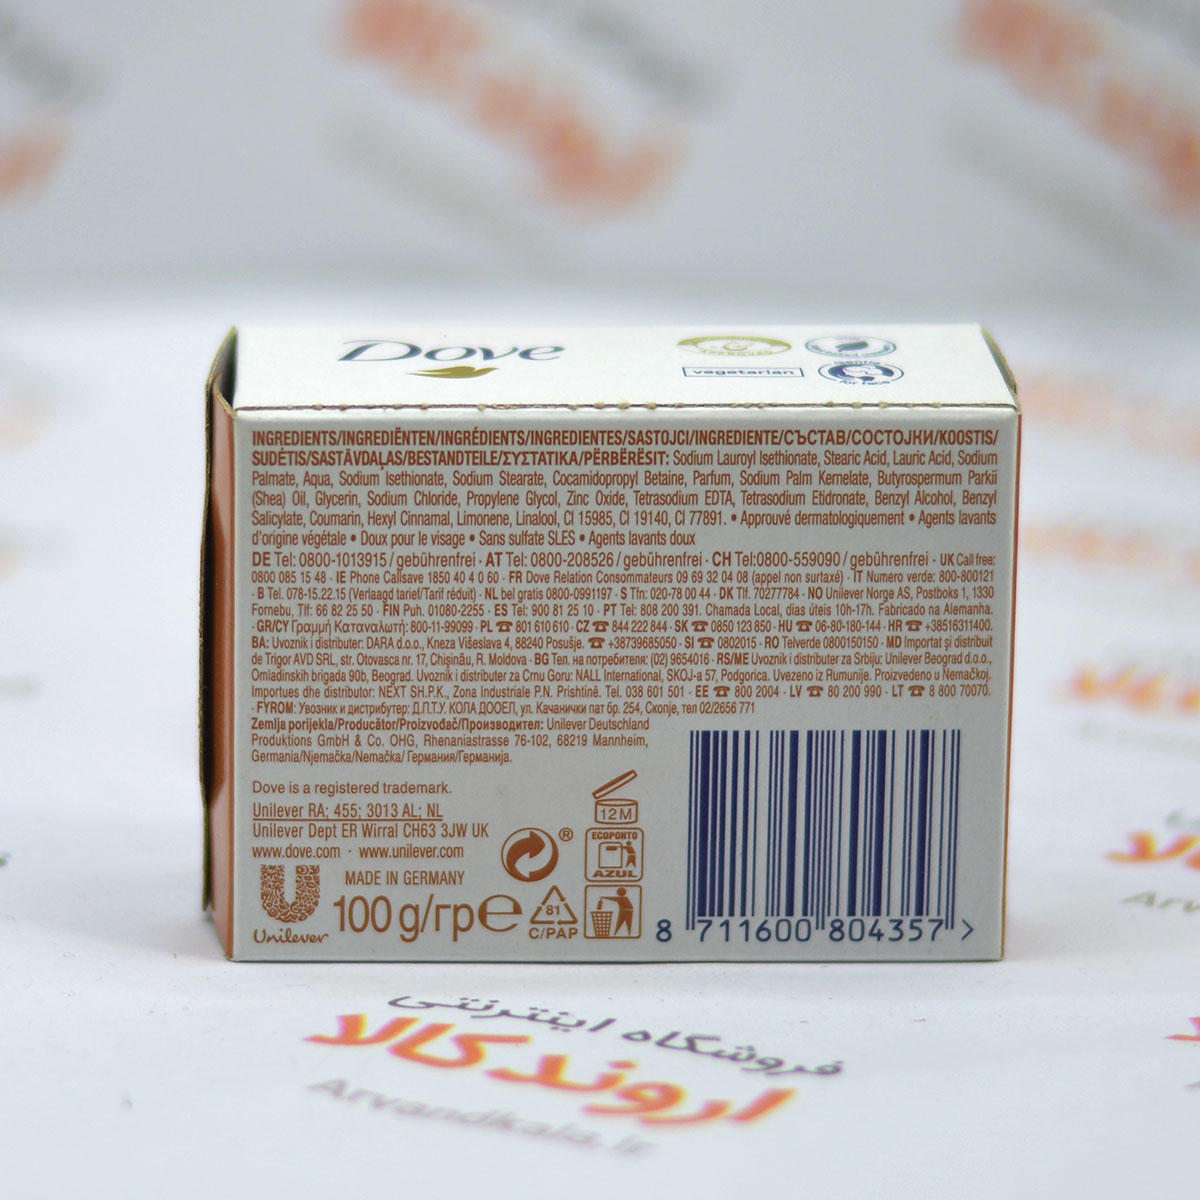 Dove
APPROVED
vegetarian
Gentle
for face
INGREDIENTS/INGREDIËNTEN/INGRÉDIENTS/INGREDIENTES/SASTOJCI/INGREDIENTE/СЪСТАВ/СОСТОЈКИ/KOOSTIS/
SUDĖTIS/SASTĀVDAĻAS/BESTANDTEILE/ΣΥΣΤΑΤΙΚΑ/PËRBËRËSIT: Sodium Lauroyl Isethionate, Stearic Acid, Lauric Acid, Sodium
Palmate, Aqua, Sodium Isethionate, Sodium Stearate, Cocamidopropyl Betaine, Parfum, Sodium Palm Kernelate, Butyrospermum Parkii
(Shea) Oil, Glycerin, Sodium Chloride, Propylene Glycol, Zinc Oxide, Tetrasodium EDTA, Tetrasodium Etidronate, Benzyl Alcohol, Benzyl
Salicylate, Coumarin, Hexyl Cinnamal, Limonene, Linalool, CI 15985, CI 19140, CI 77891. • Approuvé dermatologiquement • Agents lavants
d'origine végétale • Doux pour le visage • Sans sulfate SLES • Agents lavants doux
DE Tel: 0800-1013915/gebührenfrei · AT Tel: 0800-208526/gebührenfrei · CH Tel:0800-559090/gebührenfrei · UK Call free:
0800 085 15 48 · IE Phone Callsave 1850 40 4 0 60 · FR Dove Relation Consommateurs 09 69 32 04 08 (appel non surtaxé) · IT Numero verde: 800-800121
· B Tel. 078-15.22.15 (Verlaagd tarief/Tarif réduit) · NL bel gratis 0800-0991197 · S Tfn: 020-78 00 44 · DK Tlf. 70277784 · NO Unilever Norge AS, Postboks 1, 1330
Fornebu, Tlf: 66 82 25 50 · FIN Puh. 01080-2255 · ES Tel: 900 81 25 10 · PT Tel: 808 200 391. Chamada Local, dias úteis 10h-17h. Fabricado na Alemanha.
· GR/CY Γραμμή Καταναλωτή: 800-11-99099 · PL ☎ 801 610 610 · CZ ☎ 844 222 844 · SK ☎ 0850 123 850 · HU ☎ 06-80-180-144 · HR ☎ +38516311400.
BA: Uvoznik i distributer: DARA d.o.o., Kneza Višeslava 4, 88240 Posušje. ☎ +38739685050 · SI ☎ 0802015 · RO Telverde 0800150150 · MD Importat și distribuit
de Trigor AVD SRL, str. Otovasca nr. 17, Chișinău, R. Moldova · BG Тел. на потребителя: (02) 9654016 · RS/ME Uvoznik i distributer za Srbiju: Unilever Beograd d.o.o.,
Omladinskih brigada 90b, Beograd. Uvoznik i distributer za Crnu Goru: NALL International, SKOJ-a 57, Podgorica. Uvezeno iz Rumunije. Proizvedeno u Nemačkoj.
Importues dhe distributor: NEXT SH.P.K., Zona Industriale P.N. Prishtinë. Tel. 038 601 501 · EE ☎ 800 2004 · LV ☎ 80 200 990 · LT ☎ 8 800 70070.
· FYROM: Увозник и дистрибутер: Д.П.Т.У. КОЛА ДООЕЛ, ул. Качанички пат бр. 254, Скопје, тел 02/2656 771
Zemlja porijekla/Producător/Proizvođač/Производител: Unilever Deutschland
Produktions GmbH & Co. OHG, Rhenaniastrasse 76-102, 68219 Mannheim,
Germania/Njemačka/Nemačka/ Германия/Германија.
Dove is a registered trademark.
Unilever RA; 455; 3013 AL; NL
Unilever Dept ER Wirral CH63 3JW UK
www.dove.com · www.unilever.com
MADE IN GERMANY
Unilever
100 g/гр ℮
81
C/PAP
®
12M
ECOPONTO
AZUL
8 711600 804357 >
فروشگاه اینترنتی
اروندکالا
Arvandkala.ir